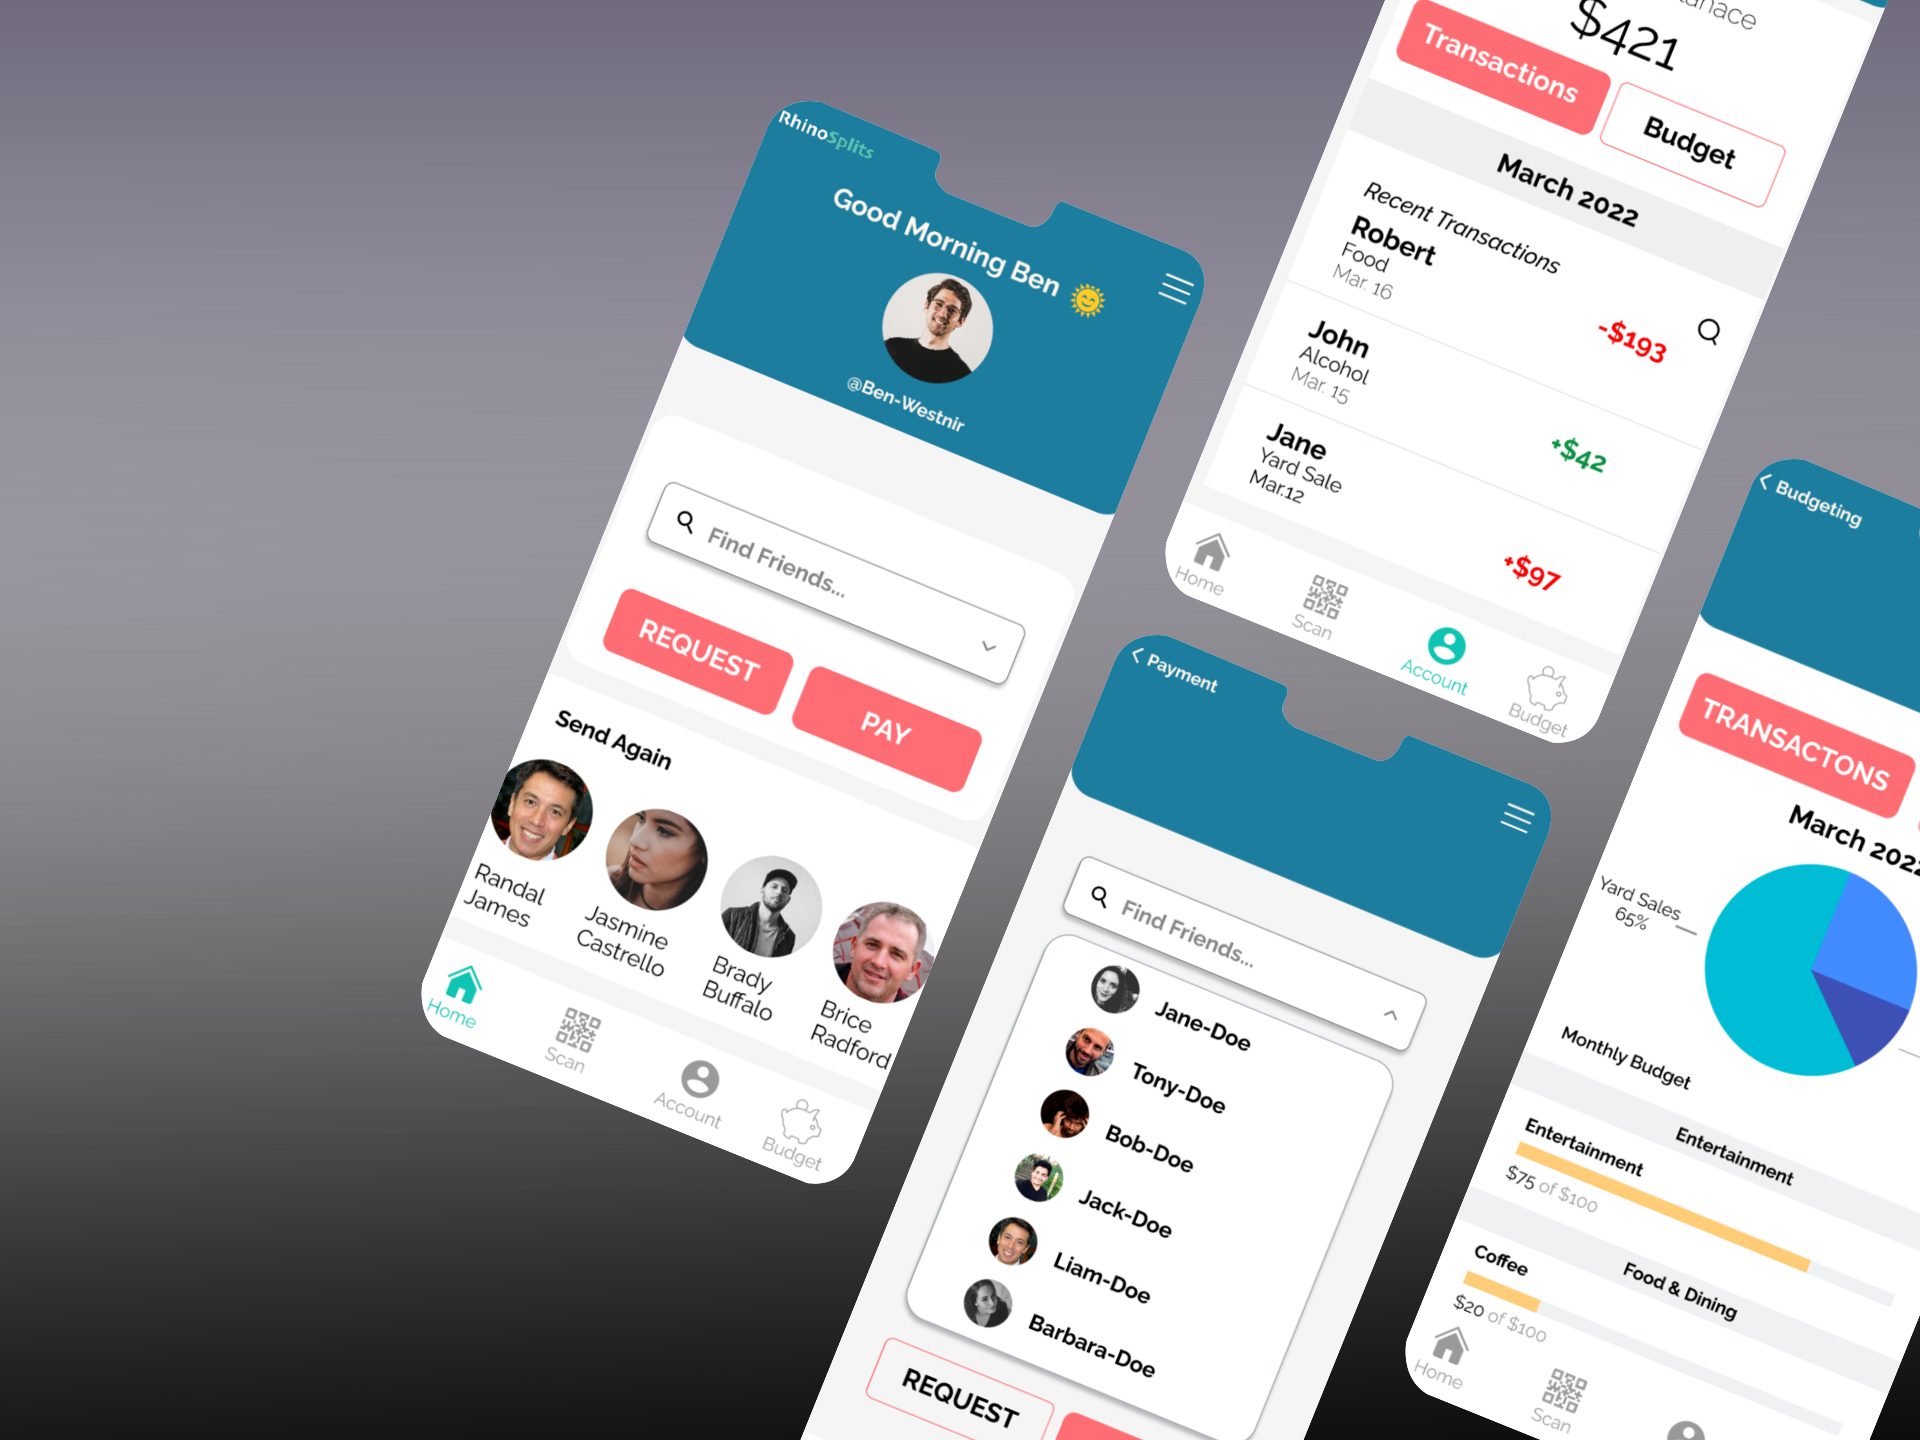 RhinoSplits
Good Morning Ben
@Ben-Westnir
Find Friends...
REQUEST
PAY
Send Again
Randal
James
Jasmine
Castrello
Brady
Buffalo
Brice
Radford
Home
Scan
Account
Budget
$421
Transactions
Budget
March 2022
Recent Transactions
Robert
Food
Mar. 16
-$193
John
Alcohol
Mar. 15
+$42
Jane
Yard Sale
Mar.12
+$97
Home
Scan
Account
Budget
< Payment
Find Friends...
Jane-Doe
Tony-Doe
Bob-Doe
Jack-Doe
Liam-Doe
Barbara-Doe
REQUEST
< Budgeting
TRANSACTONS
March 2022
Yard Sales
65%
Monthly Budget
Entertainment
Entertainment
$75 of $100
Food & Dining
Coffee
$20 of $100
Home
Scan